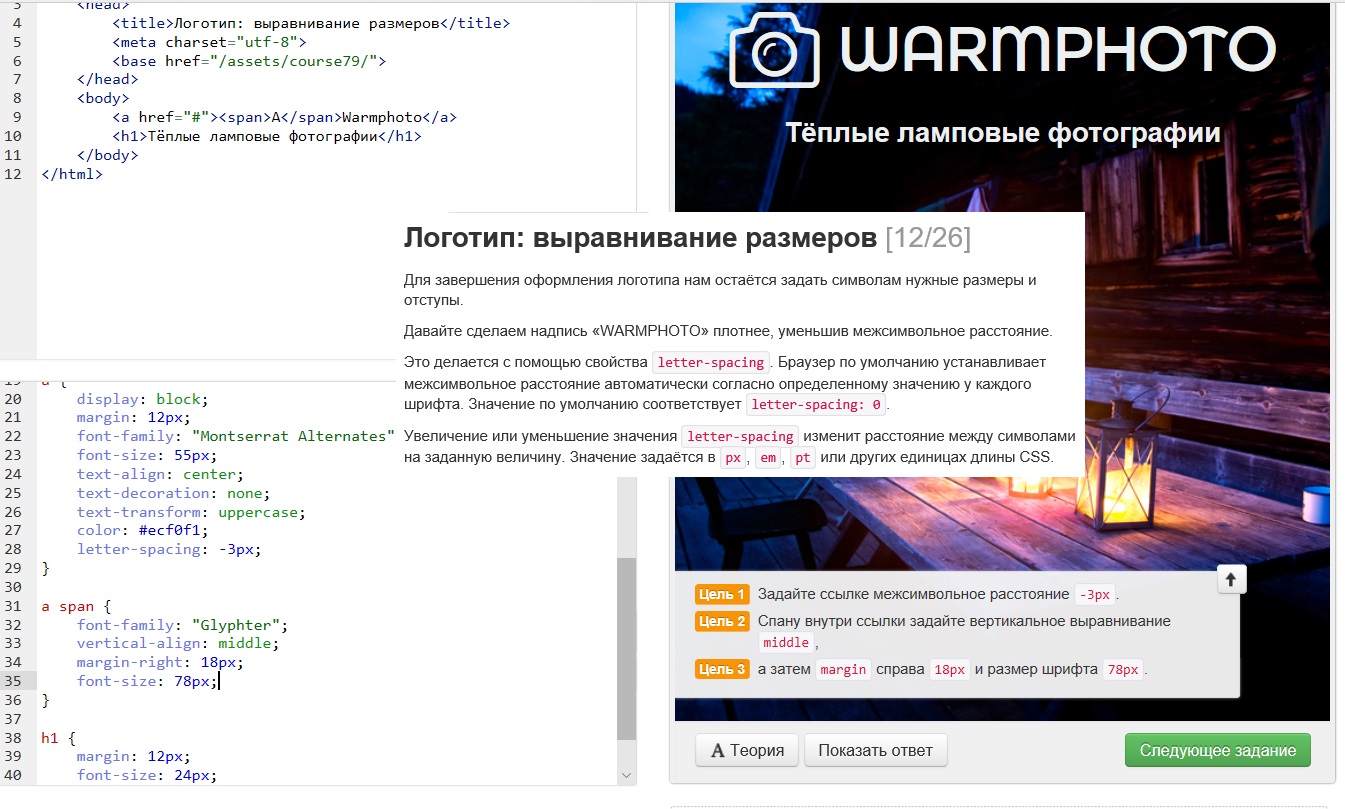 3 <head>
4 <title>Логотип: выравнивание размеров</title>
5 <meta charset="utf-8">
6 <base href="/assets/course79/">
7 </head>
8 <body>
9 <a href="#"><span>A</span>Warmphoto</a>
10 <h1>Тёплые ламповые фотографии</h1>
11 </body>
12 </html>
WARMPHOTO
Тёплые ламповые фотографии
Логотип: выравнивание размеров [12/26]
Для завершения оформления логотипа нам остаётся задать символам нужные размеры и
отступы.
Давайте сделаем надпись «WARMPHOTO» плотнее, уменьшив межсимвольное расстояние.
Это делается с помощью свойства letter-spacing. Браузер по умолчанию устанавливает
межсимвольное расстояние автоматически согласно определенному значению у каждого
шрифта. Значение по умолчанию соответствует letter-spacing: 0.
Увеличение или уменьшение значения letter-spacing изменит расстояние между символами
на заданную величину. Значение задаётся в px, em, pt или других единицах длины CSS.
19 a {
20 display: block;
21 margin: 12px;
22 font-family: "Montserrat Alternates"
23 font-size: 55px;
24 text-align: center;
25 text-decoration: none;
26 text-transform: uppercase;
27 color: #ecf0f1;
28 letter-spacing: -3px;
29 }
30
31 a span {
32 font-family: "Glyphter";
33 vertical-align: middle;
34 margin-right: 18px;
35 font-size: 78px;
36 }
37
38 h1 {
39 margin: 12px;
40 font-size: 24px;
Цель 1 Задайте ссылке межсимвольное расстояние -3px.
Цель 2 Спану внутри ссылки задайте вертикальное выравнивание
middle,
Цель 3 а затем margin справа 18px и размер шрифта 78px.
A Теория
Показать ответ
Следующее задание